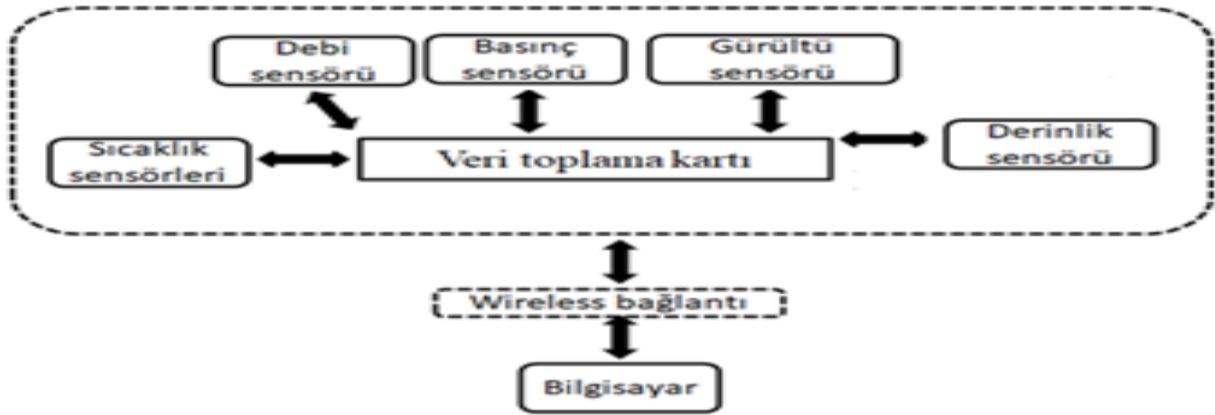 Debi
sensörü
Basınç
sensörü
Gürültü
sensörü
Sıcaklık
sensörleri
Veri toplama kartı
Derinlik
sensörü
Wireless bağlantı
Bilgisayar